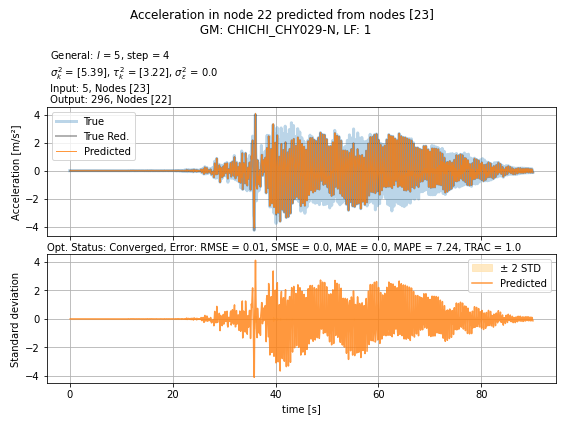 Acceleration in node 22 predicted from nodes [23]
GM: CHICHI_CHY029-N, LF: 1
General: l = 5, step = 4
σ²ₖ = [5.39], τ²ₖ = [3.22], σ²ε = 0.0
Input: 5, Nodes [23]
Output: 296, Nodes [22]
Acceleration [m/s²]
4
2
0
−2
−4
True
True Red.
Predicted
Opt. Status: Converged, Error: RMSE = 0.01, SMSE = 0.0, MAE = 0.0, MAPE = 7.24, TRAC = 1.0
Standard deviation
4
2
0
−2
−4
± 2 STD
Predicted
0 20 40 60 80
time [s]